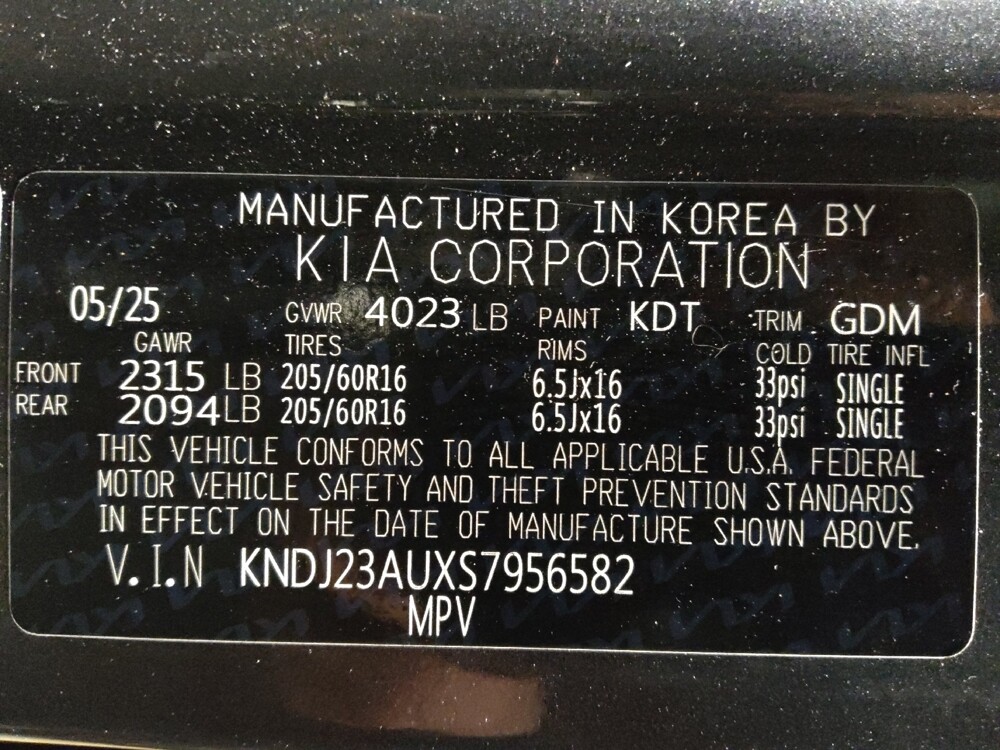 MANUFACTURED IN KOREA BY
KIA CORPORATION
05/25 GVWR 4023 LB PAINT KDT TRIM GDM
GAWR TIRES RIMS COLD TIRE INFL
FRONT 2315 LB 205/60R16 6.5Jx16 33psi SINGLE
REAR 2094 LB 205/60R16 6.5Jx16 33psi SINGLE
THIS VEHICLE CONFORMS TO ALL APPLICABLE U.S.A. FEDERAL
MOTOR VEHICLE SAFETY AND THEFT PREVENTION STANDARDS
IN EFFECT ON THE DATE OF MANUFACTURE SHOWN ABOVE.
V.I.N KNDJ23AUXS7956582
MPV